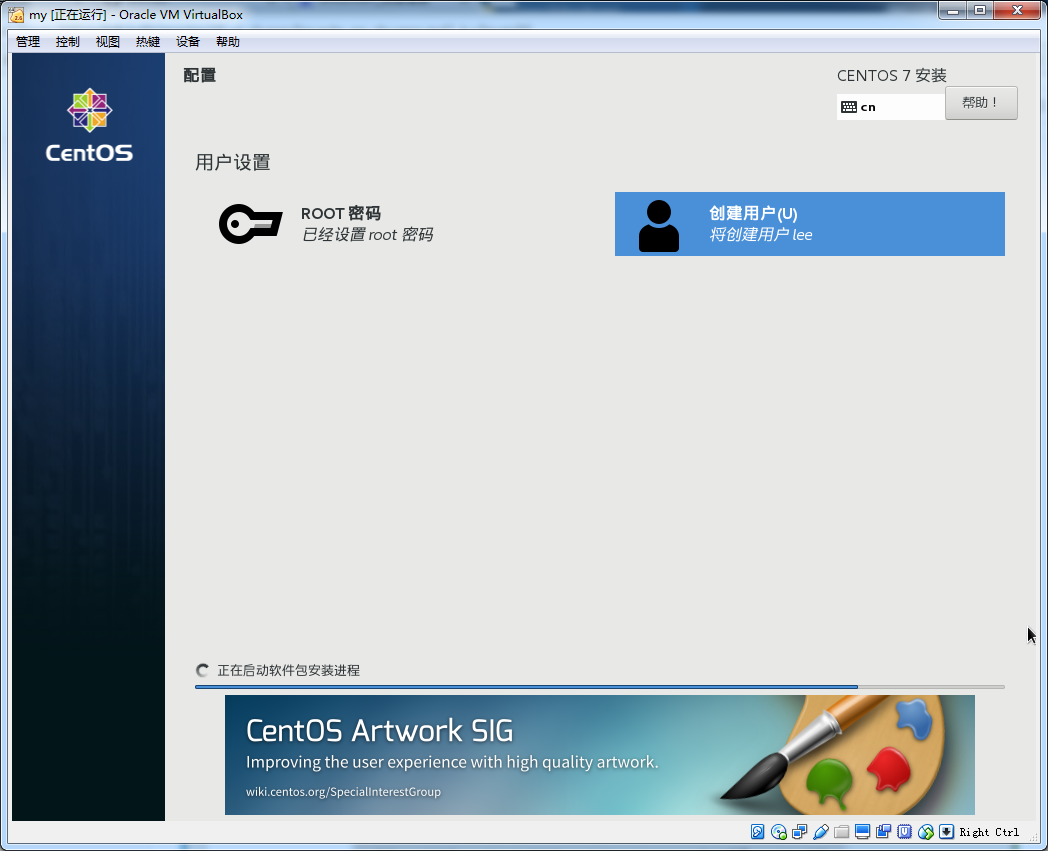 my [正在运行] - Oracle VM VirtualBox
管理 控制 视图 热键 设备 帮助
配置
CENTOS 7 安装
cn
帮助！
CentOS
用户设置
ROOT 密码
已经设置 root 密码
创建用户(U)
将创建用户 lee
正在启动软件包安装进程
CentOS Artwork SIG
Improving the user experience with high quality artwork.
wiki.centos.org/SpecialInterestGroup
Right Ctrl